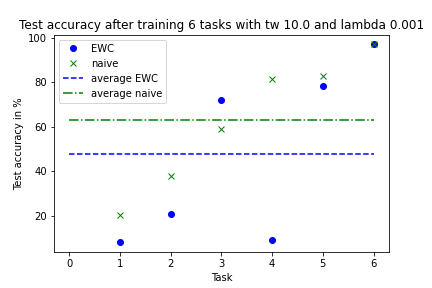 Test accuracy after training 6 tasks with tw 10.0 and lambda 0.001
100
80
60
40
20
Test accuracy in %
EWC
naive
average EWC
average naive
0 1 2 3 4 5 6
Task